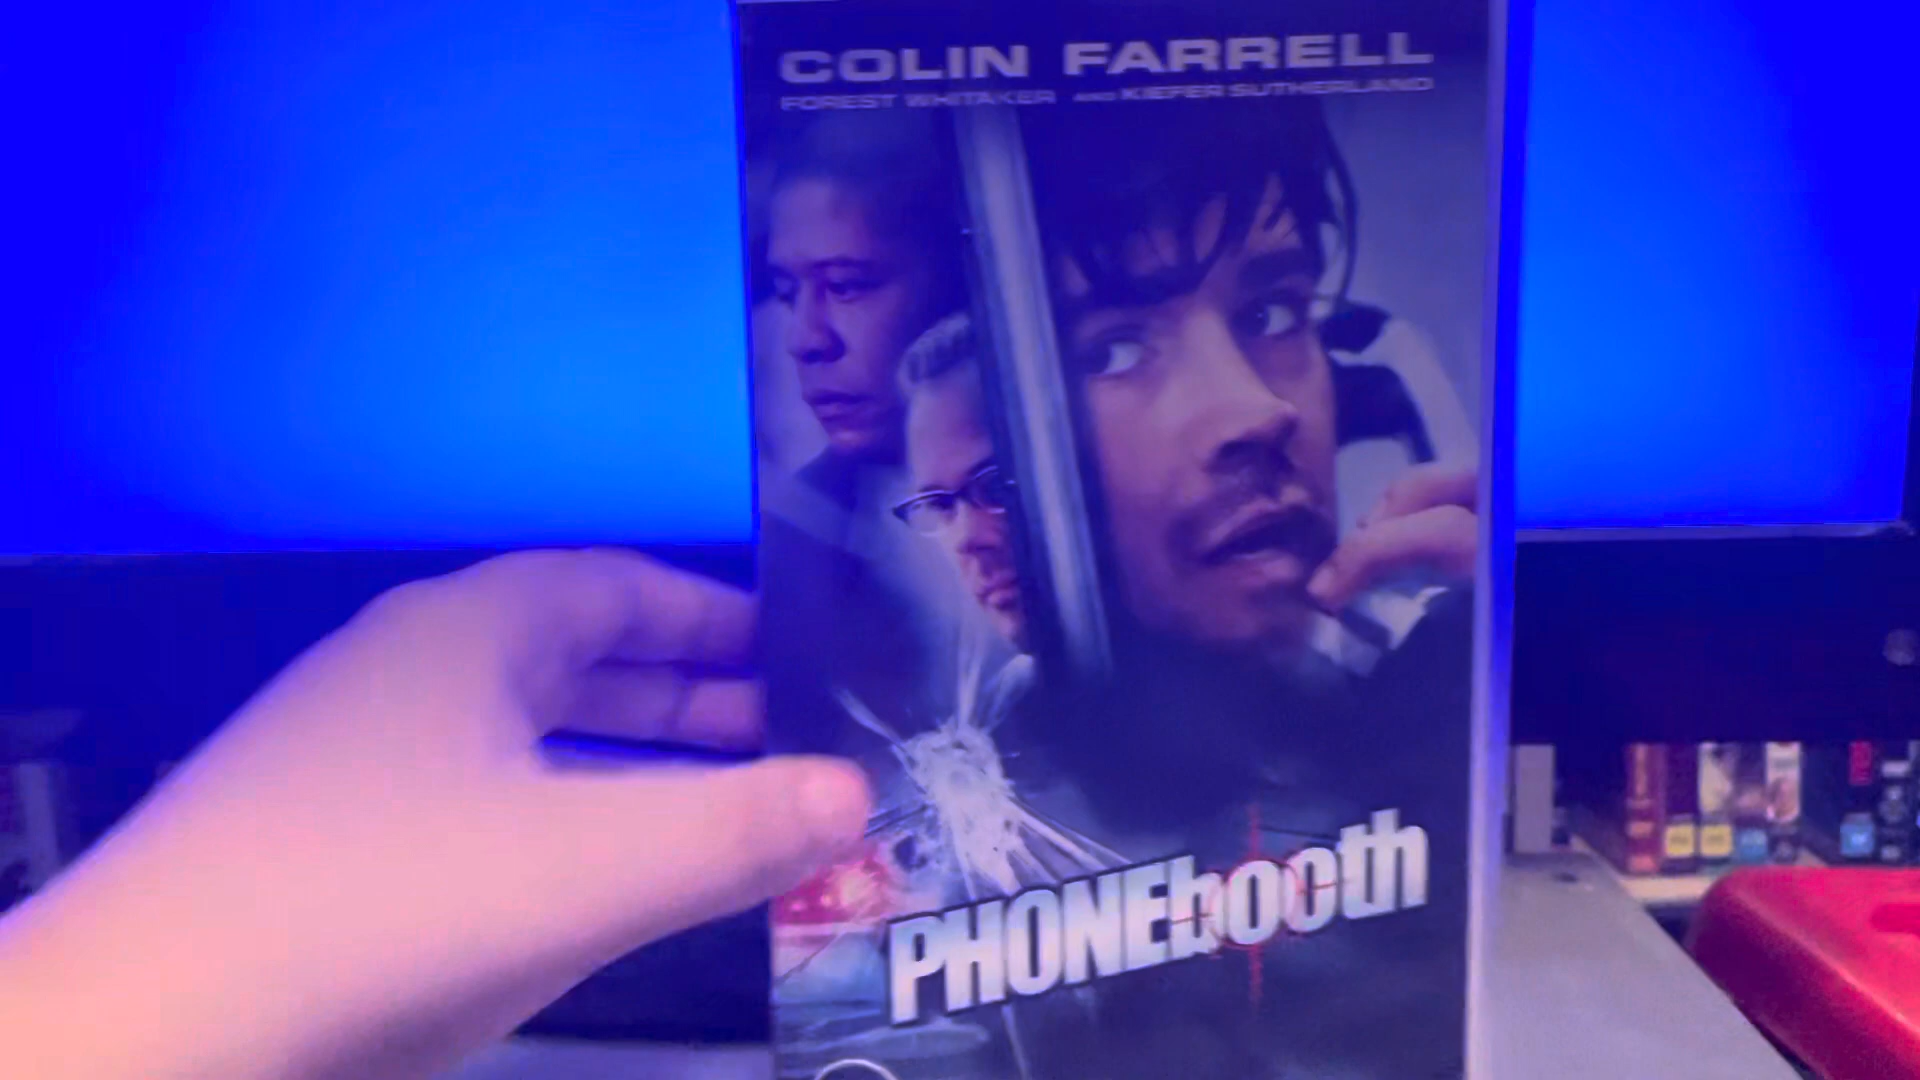 COLIN FARRELL
FOREST WHITAKER AND KIEFER SUTHERLAND
PHONEbooth